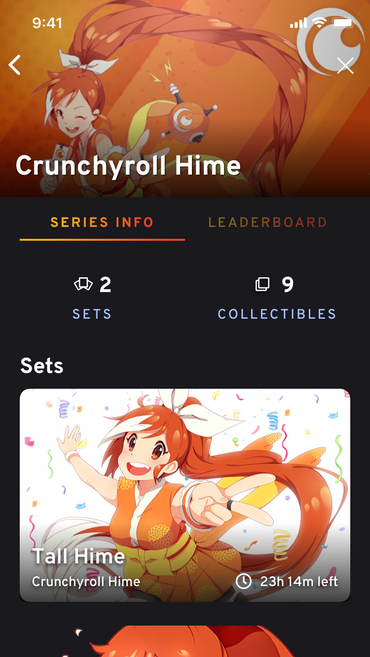 9:41
Crunchyroll Hime
SERIES INFO
LEADERBOARD
2
9
SETS
COLLECTIBLES
Sets
Tall Hime
Crunchyroll Hime
23h 14m left